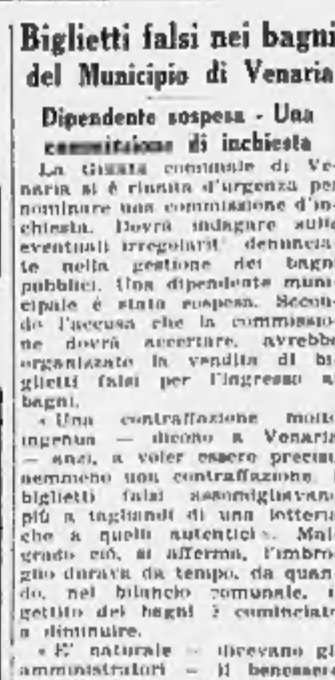 Biglietti falsi nei bagni
del Municipio di Venaria
Dipendente sospesa - Una
commissione di inchiesta
La Giunta comunale di Ve-
naria si è riunita d'urgenza per
nominare una commissione d'in-
chiesta. Dovrà indagare sulle
eventuali irregolarit' denuncia-
te nella gestione dei bagni
pubblici. Una dipendente muni-
cipale è stata sospesa. Secon-
do l'accusa che la commissio-
ne dovrà accertare, avrebbe
organizzato la vendita di bi-
glietti falsi per l'ingresso ai
bagni.
« Una contraffazione molto
ingenua — dicono a Venaria
— anzi, a voler essere precisi
nemmeno una contraffazione. I
biglietti falsi assomigliavano
più a tagliandi di una lotteria
che a quelli autentici ». Mal-
grado ciò, si afferma, l'imbro-
glio durava da tempo, da quan-
do, nel bilancio comunale, il
gettito dei bagni è cominciato
a diminuire.
« E' naturale — dicevano gli
amministratori — il benessere